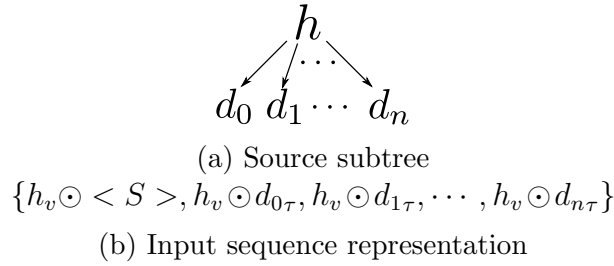 h
⋯
d₀ d₁ ⋯ dₙ
(a) Source subtree
{hᵥ⊙ < S >, hᵥ⊙d₀τ, hᵥ⊙d₁τ, ⋯ , hᵥ⊙dₙτ}
(b) Input sequence representation